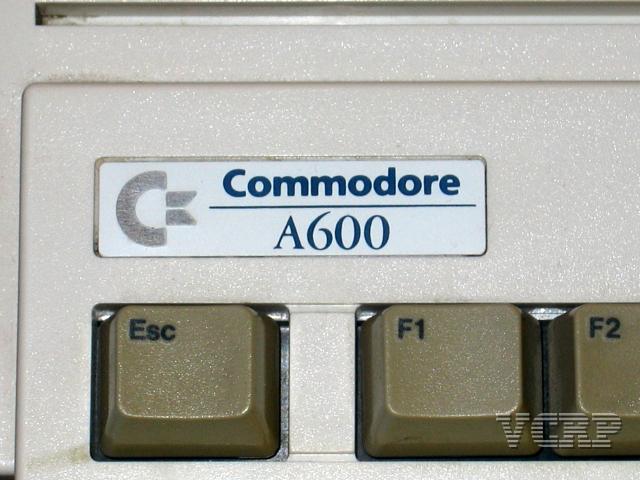 Commodore
A600
Esc
F1
F2
VCRP